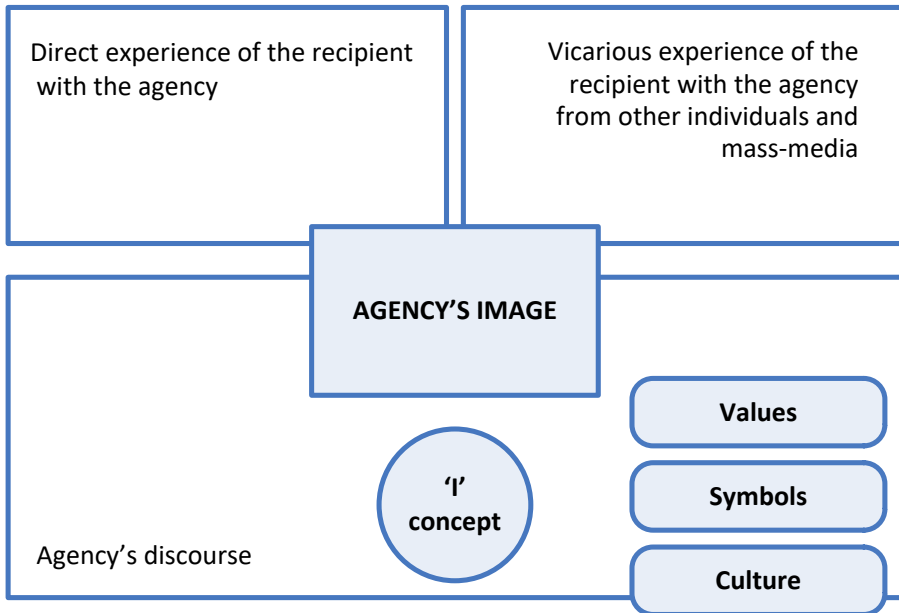 Direct experience of the recipient
with the agency
Vicarious experience of the
recipient with the agency
from other individuals and
mass-media
AGENCY’S IMAGE
Values
‘I’
concept
Symbols
Agency’s discourse
Culture